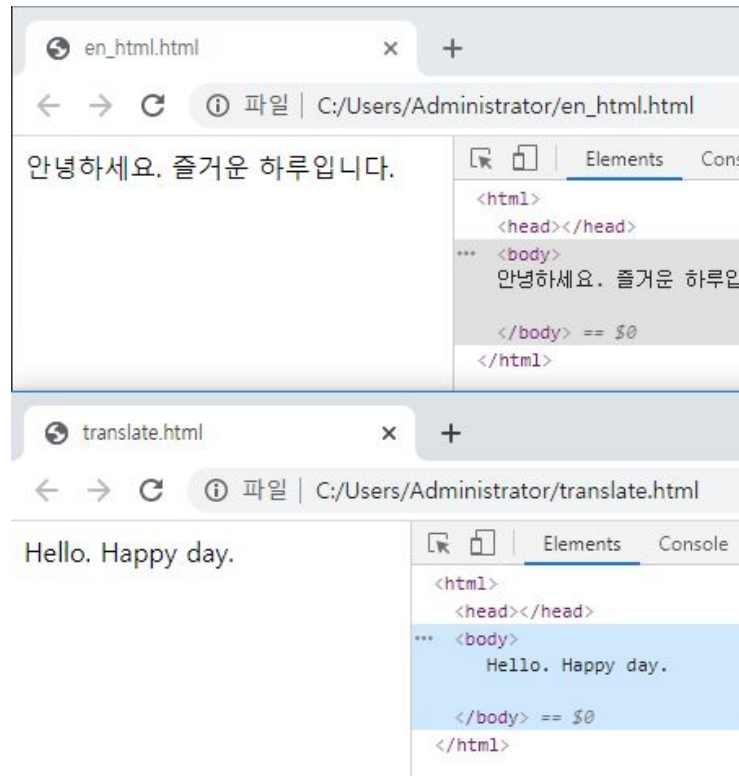 en_html.html
파일 | C:/Users/Administrator/en_html.html
안녕하세요. 즐거운 하루입니다.
Elements Cons
<html>
<head></head>
<body>
안녕하세요. 즐거운 하루입
</body> == $0
</html>
translate.html
파일 | C:/Users/Administrator/translate.html
Hello. Happy day.
Elements Console
<html>
<head></head>
<body>
Hello. Happy day.
</body> == $0
</html>